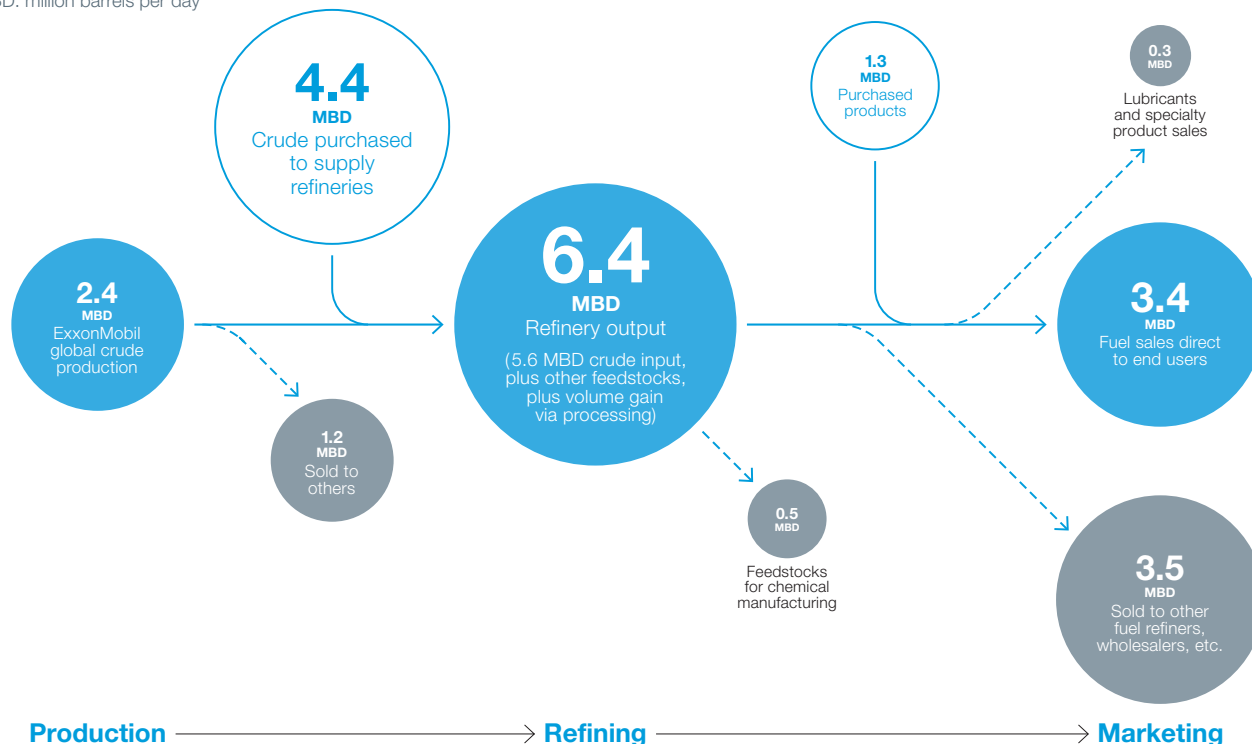 million barrels per day
4.4
MBD
Crude purchased
to supply
refineries
2.4
MBD
ExxonMobil
global crude
production
1.2
MBD
Sold to
others
6.4
MBD
Refinery output
(5.6 MBD crude input,
plus other feedstocks,
plus volume gain
via processing)
0.5
MBD
Feedstocks
for chemical
manufacturing
1.3
MBD
Purchased
products
0.3
MBD
Lubricants
and specialty
product sales
3.4
MBD
Fuel sales direct
to end users
3.5
MBD
Sold to other
fuel refiners,
wholesalers, etc.
Production
Refining
Marketing